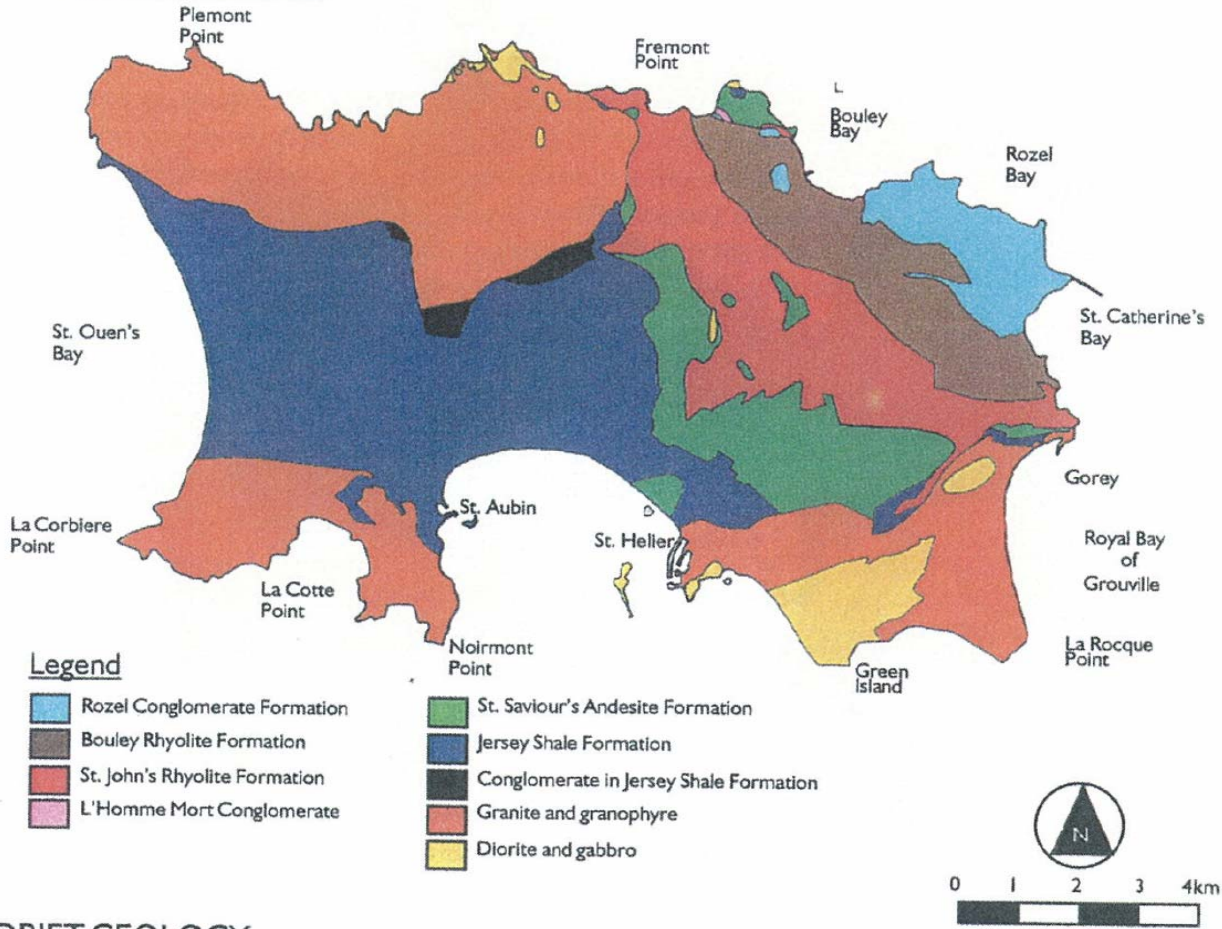 Plemont
Point
Fremont
Point
L
Bouley
Bay
Rozel
Bay
St. Ouen's
Bay
St. Catherine's
Bay
Gorey
La Corbiere
Point
St. Aubin
St. Helier
Royal Bay
of
Grouville
La Cotte
Point
Noirmont
Point
Green
Island
La Rocque
Point
Legend
Rozel Conglomerate Formation
Bouley Rhyolite Formation
St. John's Rhyolite Formation
L'Homme Mort Conglomerate
St. Saviour's Andesite Formation
Jersey Shale Formation
Conglomerate in Jersey Shale Formation
Granite and granophyre
Diorite and gabbro
N
0 1 2 3 4km
DRIFT GEOLOGY